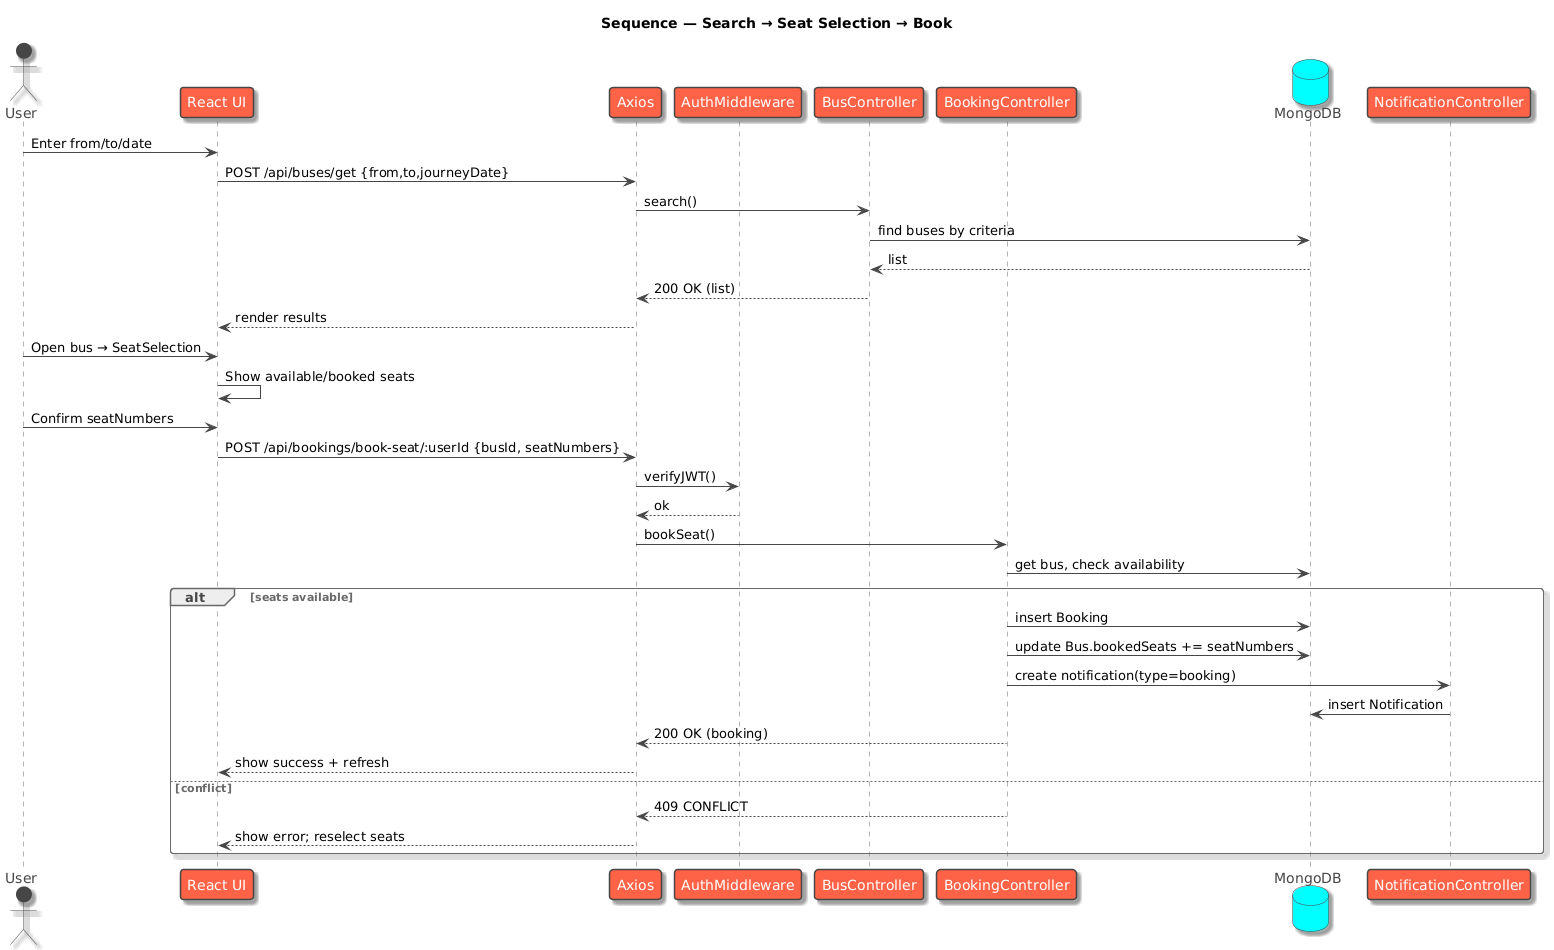 Sequence — Search → Seat Selection → Book
User
React UI
Axios
AuthMiddleware
BusController
BookingController
MongoDB
NotificationController
Enter from/to/date
POST /api/buses/get {from,to,journeyDate}
search()
find buses by criteria
list
200 OK (list)
render results
Open bus → SeatSelection
Show available/booked seats
Confirm seatNumbers
POST /api/bookings/book-seat/:userId {busId, seatNumbers}
verifyJWT()
ok
bookSeat()
get bus, check availability
alt [seats available]
insert Booking
update Bus.bookedSeats += seatNumbers
create notification(type=booking)
insert Notification
200 OK (booking)
show success + refresh
[conflict]
409 CONFLICT
show error; reselect seats
User
React UI
Axios
AuthMiddleware
BusController
BookingController
MongoDB
NotificationController